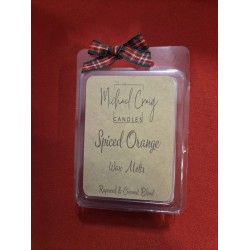 Michael Craig
CANDLES
Spiced Orange
Wax Melts
Rapeseed & Coconut Blend